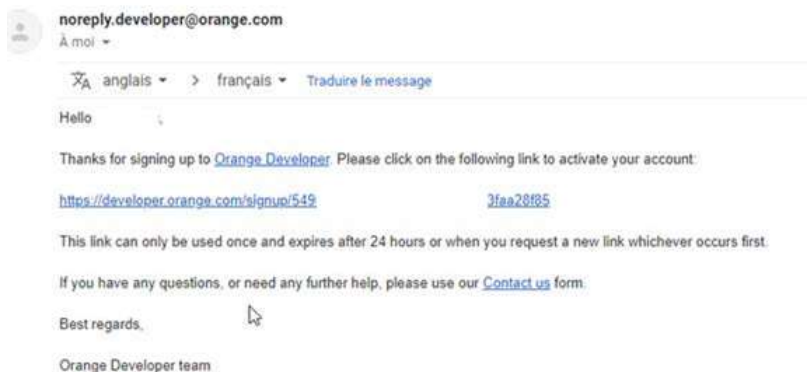 noreply.developer@orange.com
À moi
anglais > français Traduire le message
Hello ,
Thanks for signing up to Orange Developer. Please click on the following link to activate your account:
https://developer.orange.com/signup/549 3faa28f85
This link can only be used once and expires after 24 hours or when you request a new link whichever occurs first.
If you have any questions, or need any further help, please use our Contact us form.
Best regards,
Orange Developer team